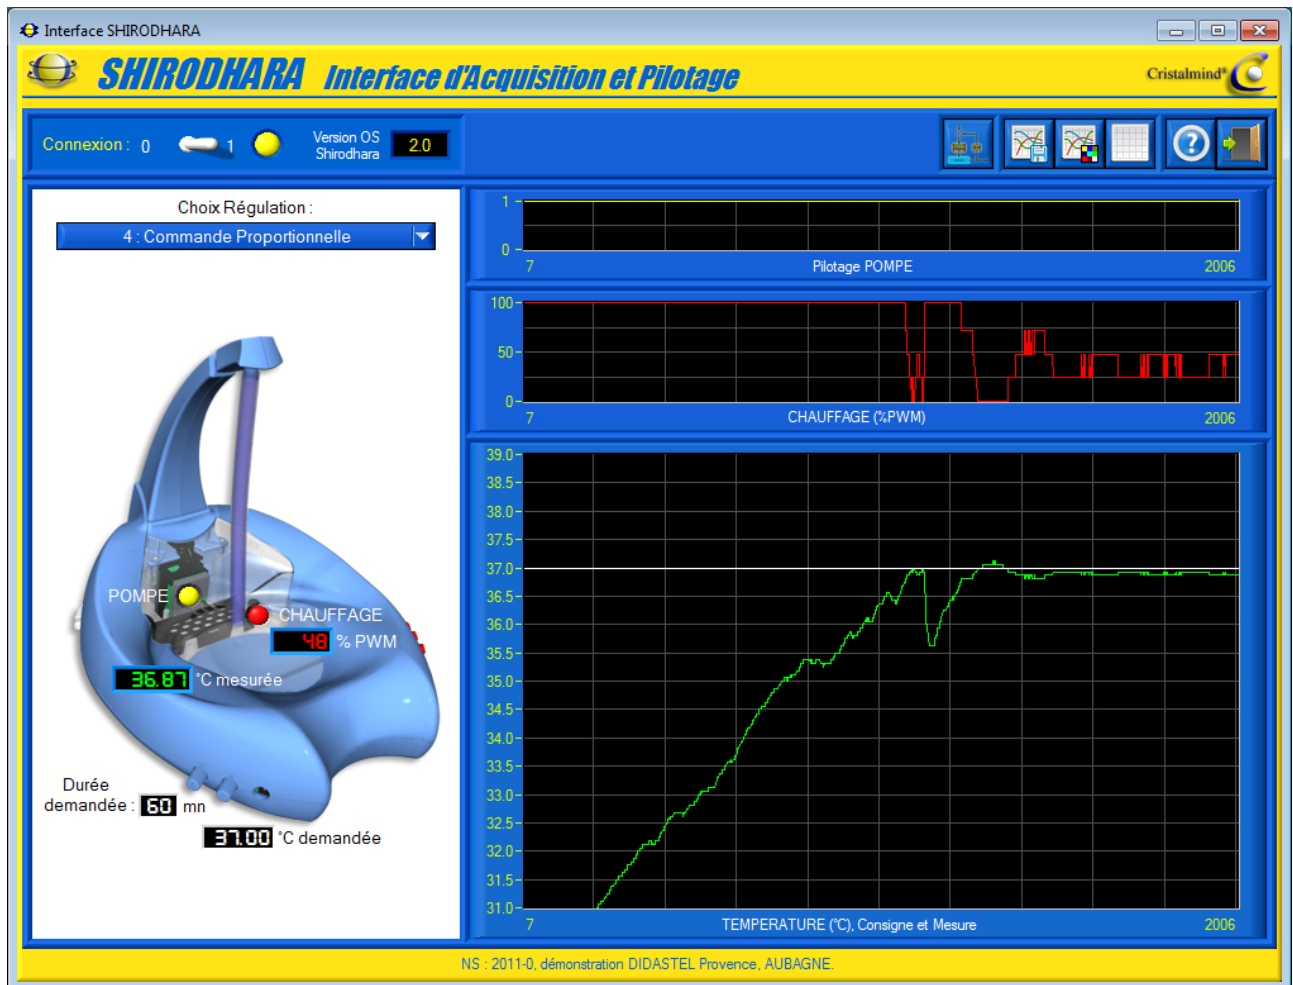 Interface SHIRODHARA
SHIRODHARA Interface d'Acquisition et Pilotage
Cristalmind®
Connexion : 0 1
Version OS
Shirodhara
2.0
Choix Régulation :
4 : Commande Proportionnelle
POMPE
CHAUFFAGE
48 % PWM
36.87 °C mesurée
Durée
demandée : 60 mn
37.00 °C demandée
1
0
7 Pilotage POMPE 2006
100
50
0
7 CHAUFFAGE (%PWM) 2006
39.0
38.5
38.0
37.5
37.0
36.5
36.0
35.5
35.0
34.5
34.0
33.5
33.0
32.5
32.0
31.5
31.0
7 TEMPERATURE (°C), Consigne et Mesure 2006
NS : 2011-0, démonstration DIDASTEL Provence, AUBAGNE.